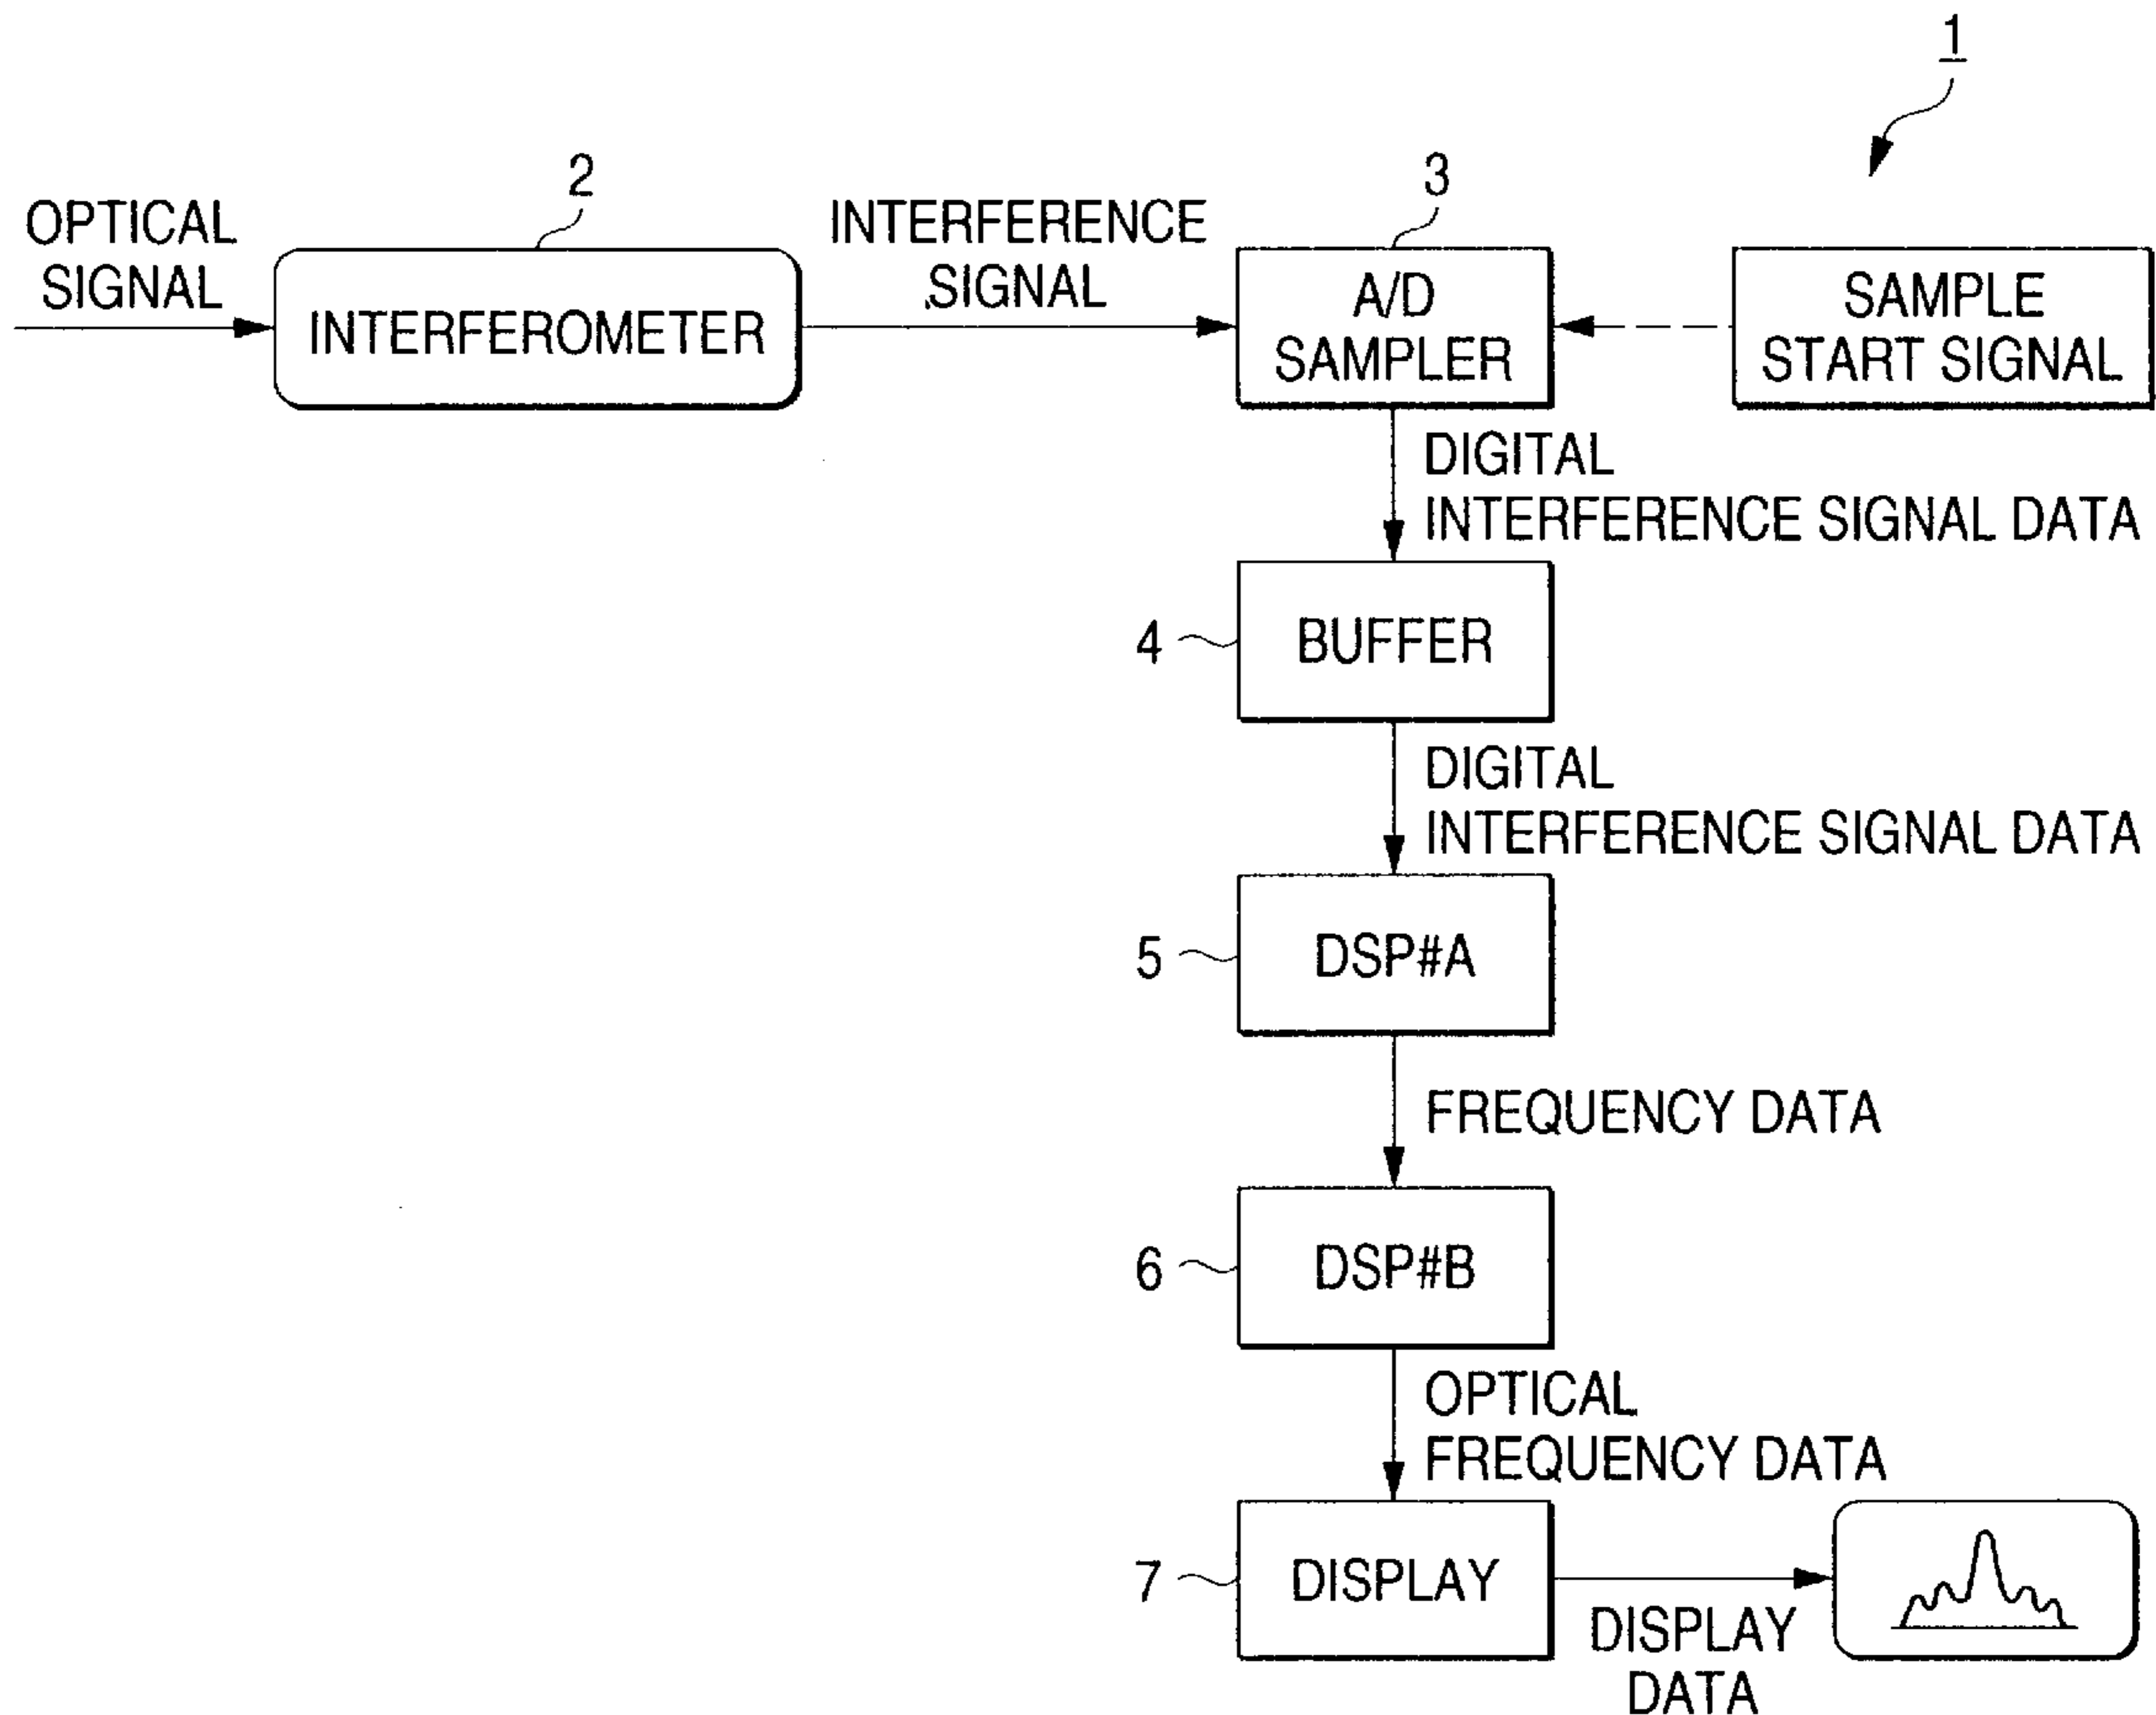 1
2
3
OPTICAL
SIGNAL
INTERFEROMETER
INTERFERENCE
SIGNAL
A/D
SAMPLER
SAMPLE
START SIGNAL
DIGITAL
INTERFERENCE SIGNAL DATA
4
BUFFER
DIGITAL
INTERFERENCE SIGNAL DATA
5
DSP#A
FREQUENCY DATA
6
DSP#B
OPTICAL
FREQUENCY DATA
7
DISPLAY
DISPLAY
DATA